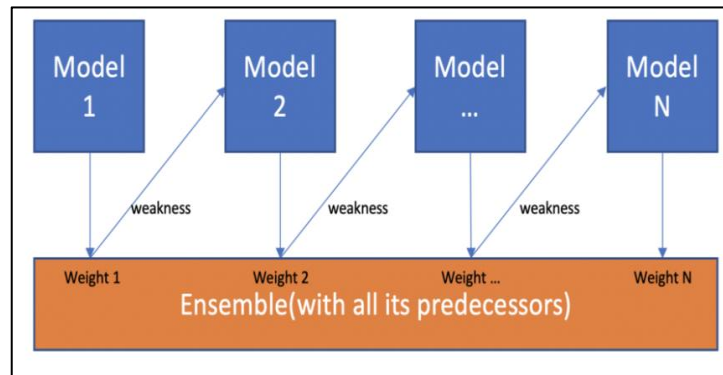 Model
1
Model
2
Model
...
Model
N
weakness
weakness
weakness
Weight 1
Weight 2
Weight ...
Weight N
Ensemble(with all its predecessors)